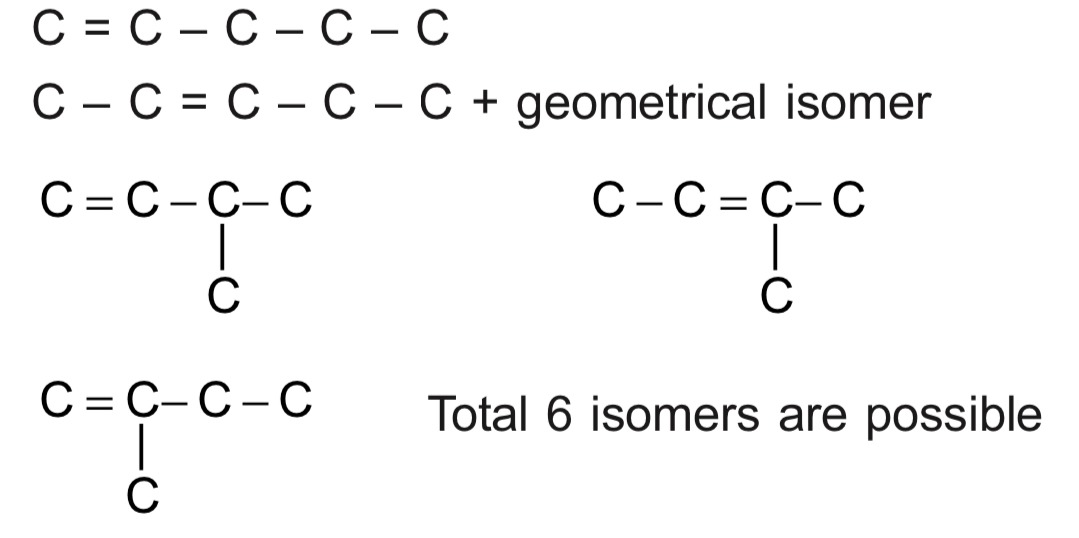 C = C – C – C – C
C – C = C – C – C + geometrical isomer
C = C – C – C
C
C – C = C – C
C
C = C – C – C
C
Total 6 isomers are possible